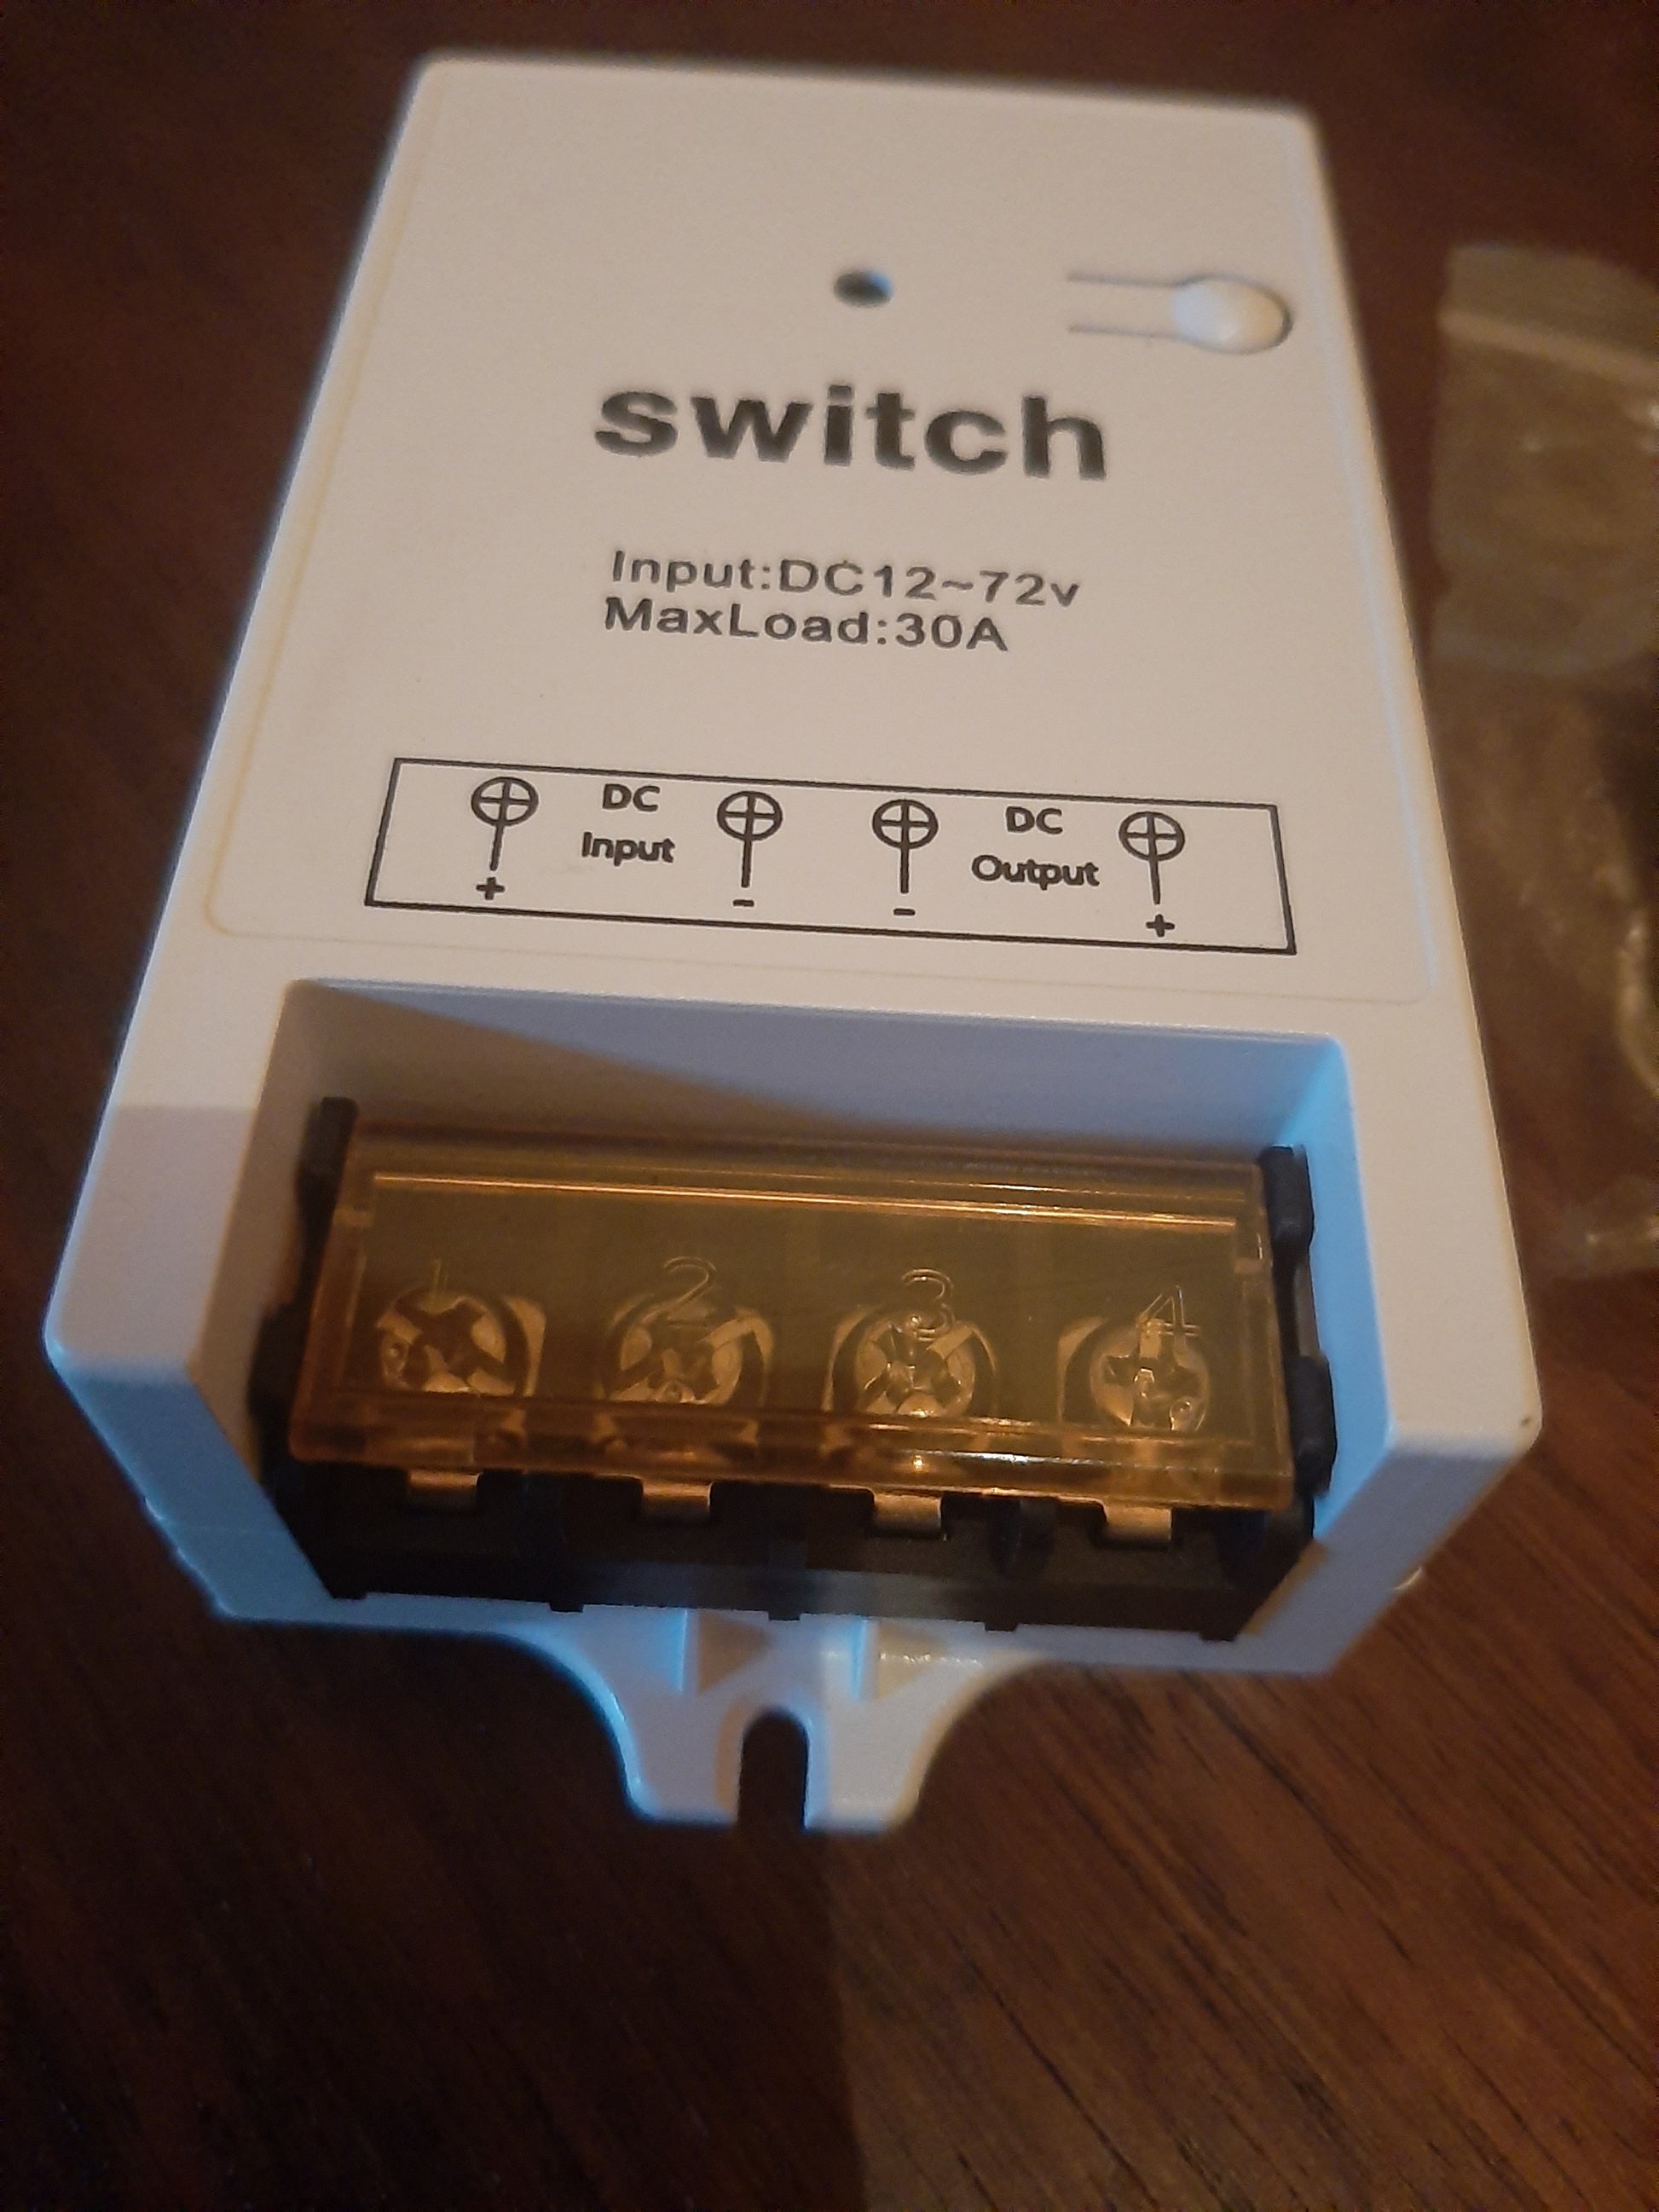 switch
Input:DC12~72v
MaxLoad:30A
DC Input
DC Output
+ - - +
1 2 3 4